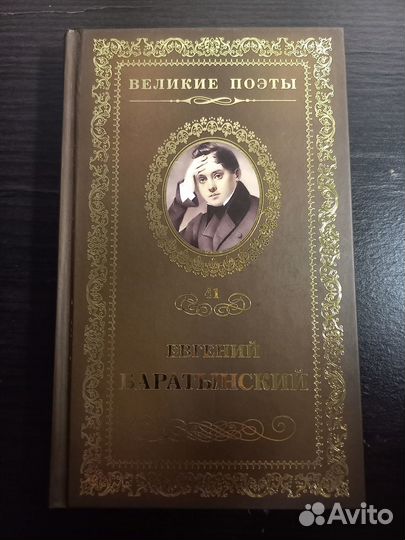 ВЕЛИКИЕ ПОЭТЫ
41
ЕВГЕНИЙ
БАРАТЫНСКИЙ
Avito